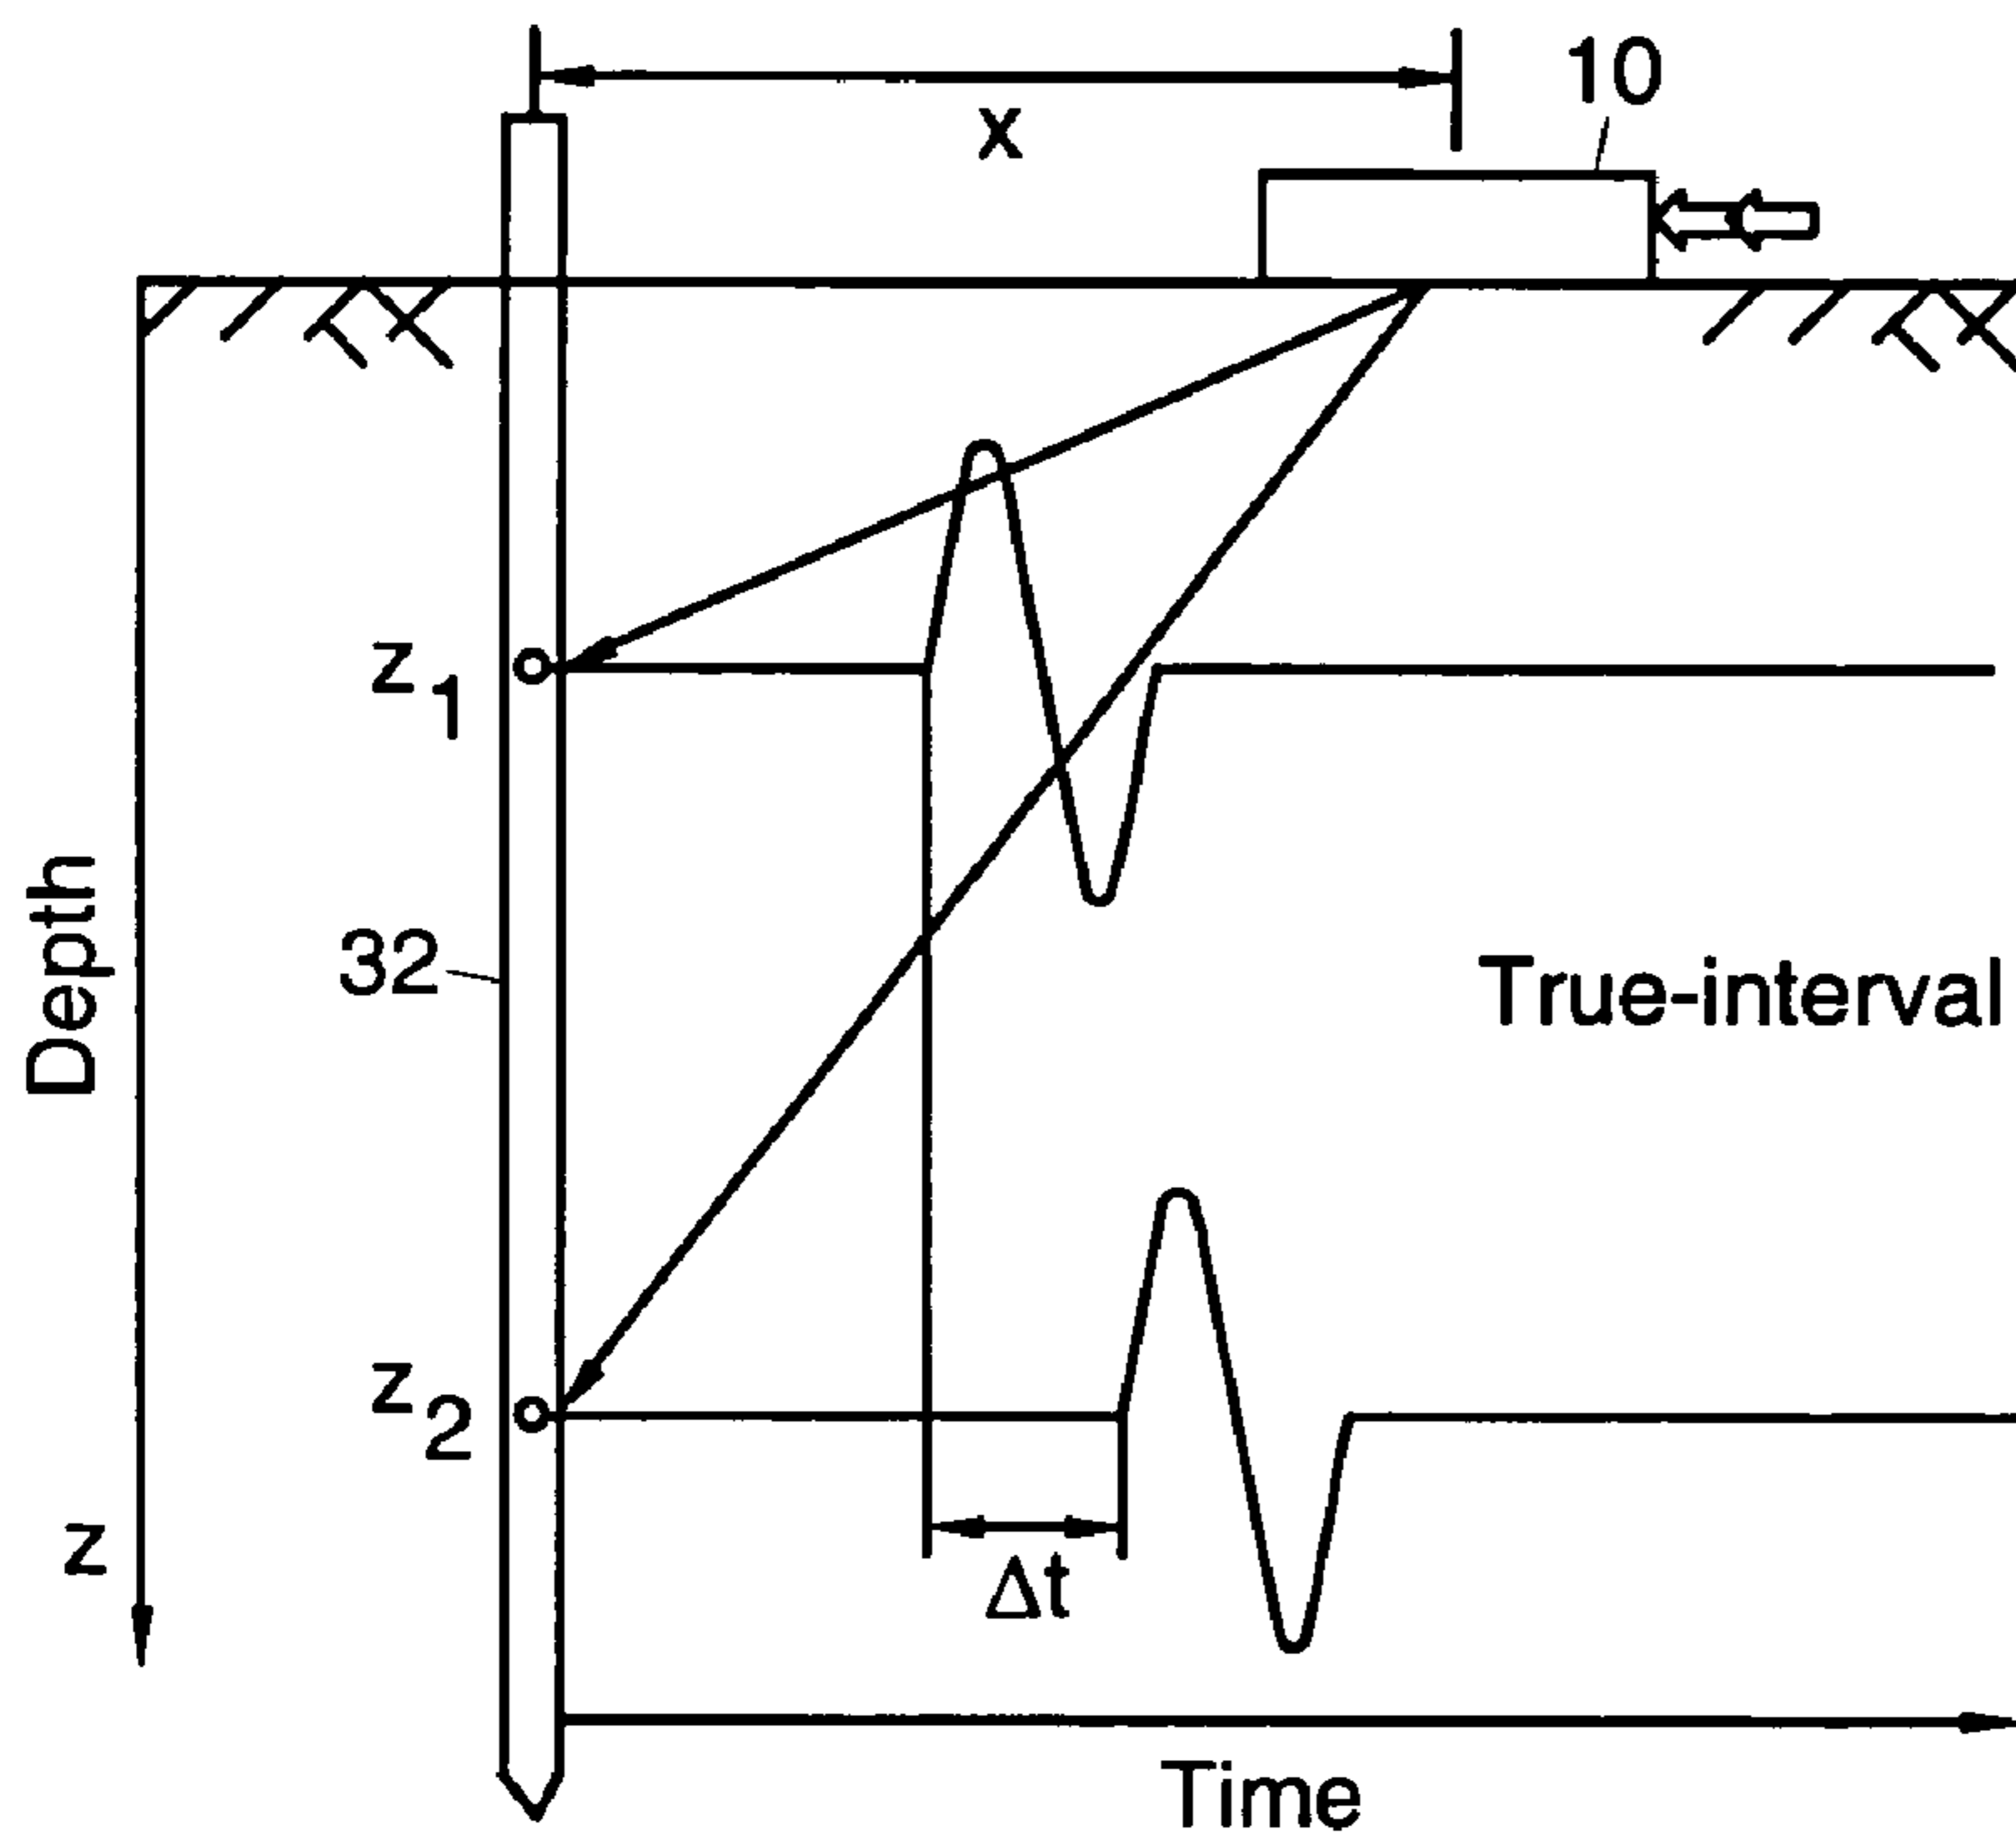 10
x
z1
Depth
32
True-interval
z2
z
Δt
Time